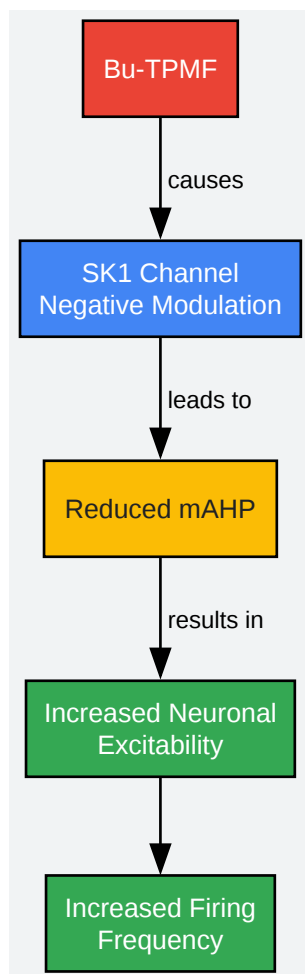 Bu-TPMF
causes
SK1 Channel
Negative Modulation
leads to
Reduced mAHP
results in
Increased Neuronal
Excitability
Increased Firing
Frequency